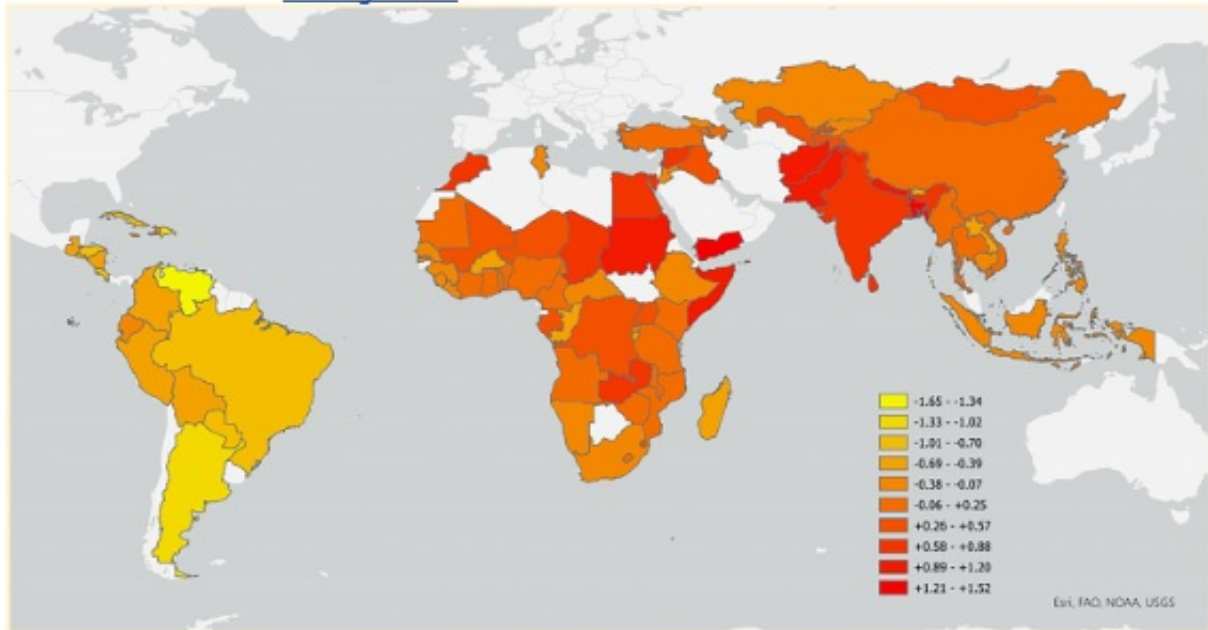 -1.65 - -1.34
-1.33 - -1.02
-1.01 - -0.70
-0.69 - -0.39
-0.38 - -0.07
-0.06 - +0.25
+0.26 - +0.57
+0.58 - +0.88
+0.89 - +1.20
+1.21 - +1.52
Esri, FAO, NOAA, USGS